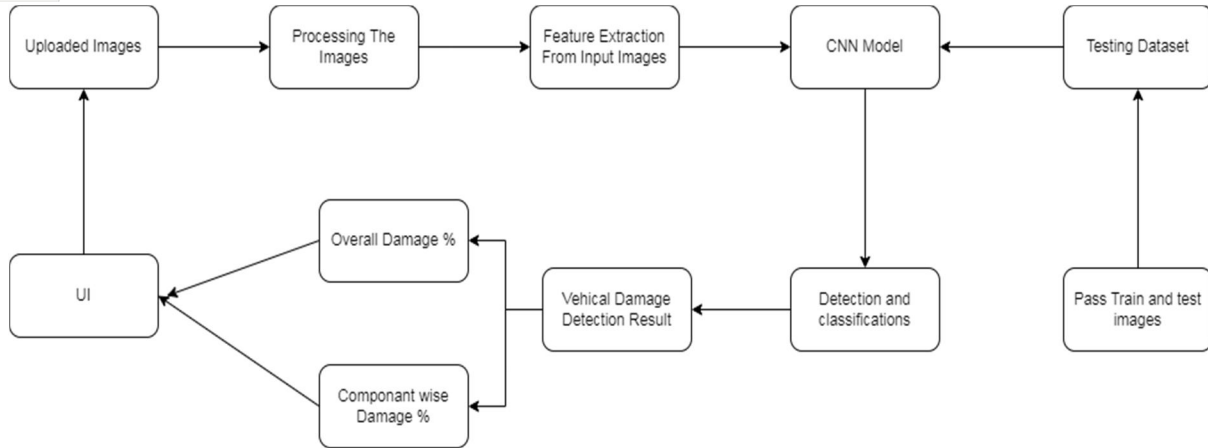 Uploaded Images
Processing The
Images
Feature Extraction
From Input Images
CNN Model
Testing Dataset
Overall Damage %
UI
Vehical Damage
Detection Result
Detection and
classifications
Pass Train and test
images
Componant wise
Damage %